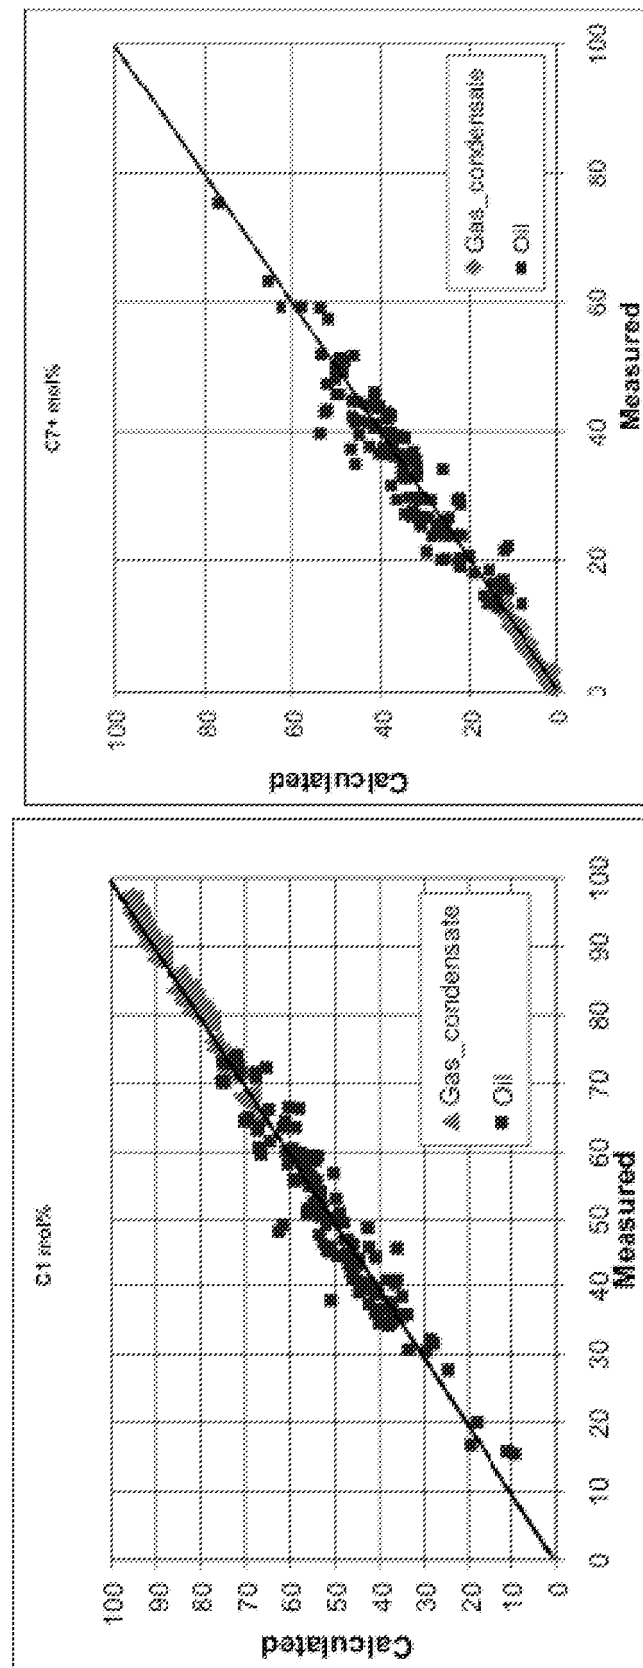 C1 mol%
Calculated
100
90
80
70
60
50
40
30
20
10
0
0 10 20 30 40 50 60 70 80 90 100
Measured
Gas_condensate
Oil
C7+ mol%
Calculated
100
80
60
40
20
0
0 20 40 60 80 100
Measured
Gas_condensate
Oil